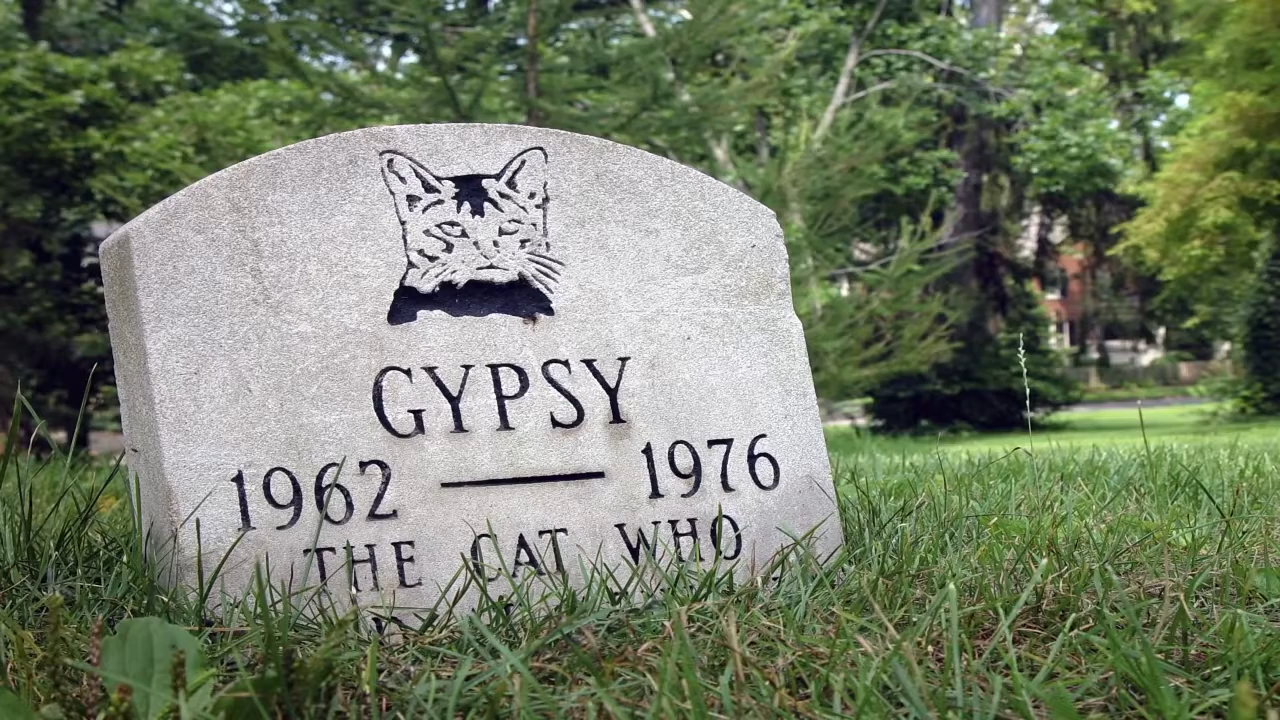 GYPSY
1962 — 1976
THE CAT WHO